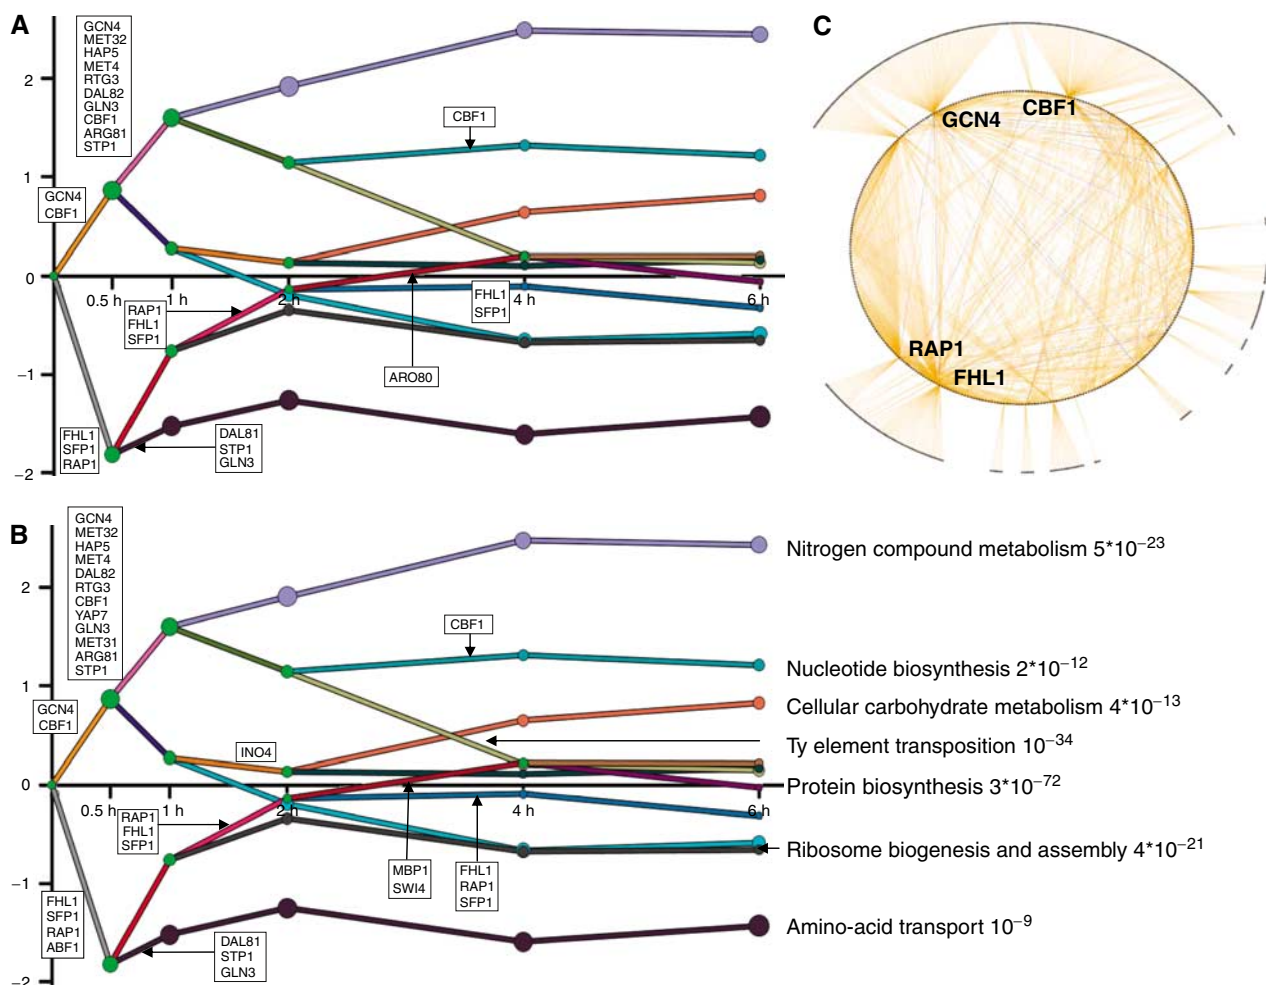 A
GCN4
MET32
HAP5
MET4
RTG3
DAL82
GLN3
CBF1
ARG81
STP1
2
1
0
−1
−2
GCN4
CBF1
CBF1
0.5 h
1 h
2 h
4 h
6 h
RAP1
FHL1
SFP1
FHL1
SFP1
ARO80
FHL1
SFP1
RAP1
DAL81
STP1
GLN3
C
GCN4
CBF1
RAP1
FHL1
B
GCN4
MET32
HAP5
MET4
DAL82
RTG3
CBF1
YAP7
GLN3
MET31
ARG81
STP1
2
1
0
−1
−2
GCN4
CBF1
CBF1
INO4
0.5 h
1 h
2 h
4 h
6 h
RAP1
FHL1
SFP1
MBP1
SWI4
FHL1
RAP1
SFP1
FHL1
SFP1
RAP1
ABF1
DAL81
STP1
GLN3
Nitrogen compound metabolism 5*10⁻²³
Nucleotide biosynthesis 2*10⁻¹²
Cellular carbohydrate metabolism 4*10⁻¹³
Ty element transposition 10⁻³⁴
Protein biosynthesis 3*10⁻⁷²
Ribosome biogenesis and assembly 4*10⁻²¹
Amino-acid transport 10⁻⁹